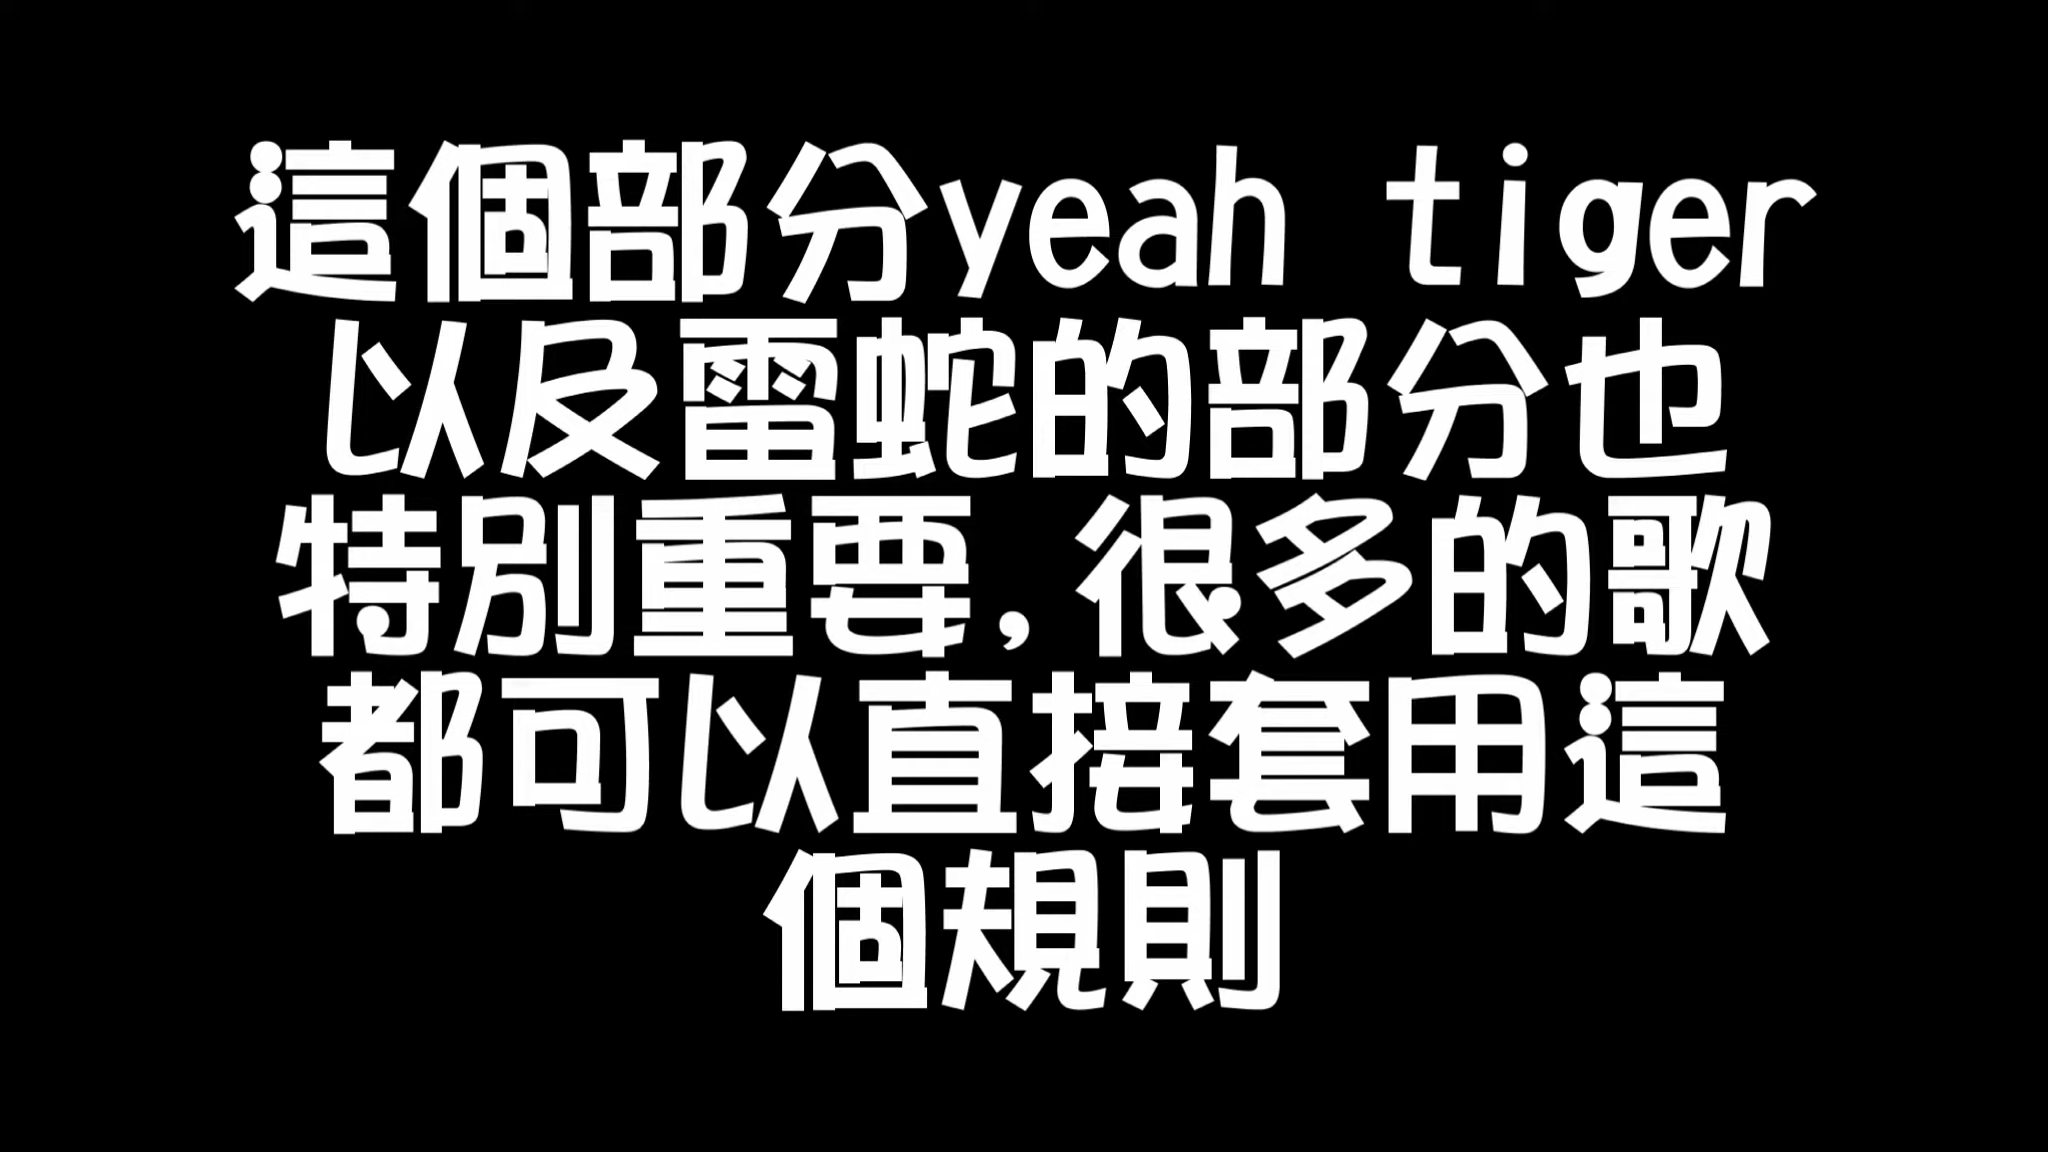 這個部分yeah tiger
以及雷蛇的部分也
特別重要,很多的歌
都可以直接套用這
個規則